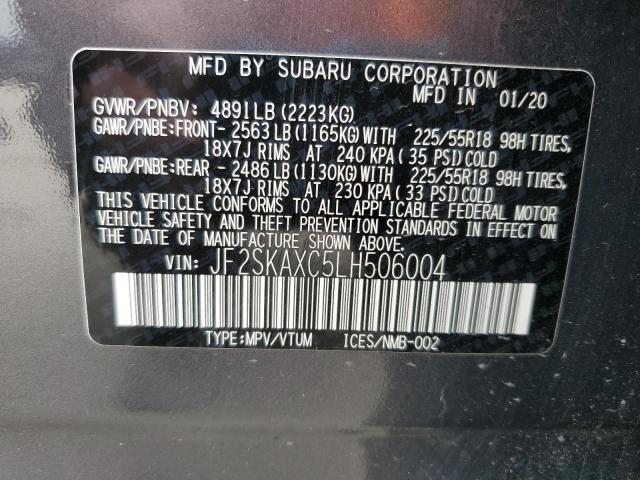 MFD BY SUBARU CORPORATION
MFD IN 01/20
GVWR/PNBV: 4891LB (2223KG)
GAWR/PNBE:FRONT- 2563 LB (1165KG) WITH 225/55R18 98H TIRES,
18X7J RIMS AT 240 KPA ( 35 PSI) COLD
GAWR/PNBE:REAR - 2486 LB (1130KG) WITH 225/55R18 98H TIRES,
18X7J RIMS AT 230 KPA ( 33 PSI) COLD
THIS VEHICLE CONFORMS TO ALL APPLICABLE FEDERAL MOTOR
VEHICLE SAFETY AND THEFT PREVENTION STANDARDS IN EFFECT ON
THE DATE OF MANUFACTURE SHOWN ABOVE.
VIN: JF2SKAXC5LH506004
TYPE:MPV/VTUM ICES/NMB-002